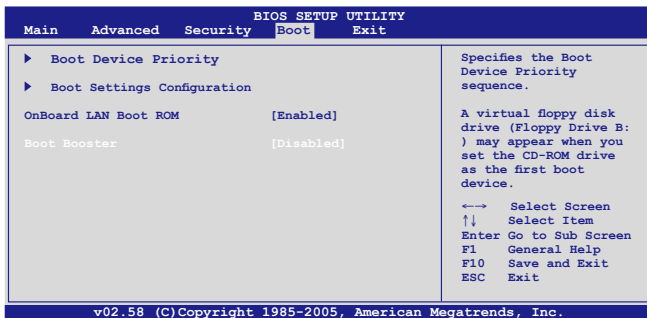 BIOS SETUP UTILITY
Main Advanced Security Boot Exit
Boot Device Priority
Boot Settings Configuration
OnBoard LAN Boot ROM [Enabled]
Boot Booster [Disabled]
Specifies the Boot
Device Priority
sequence.
A virtual floppy disk
drive (Floppy Drive B:
) may appear when you
set the CD-ROM drive
as the first boot
device.
←→ Select Screen
↑↓ Select Item
Enter Go to Sub Screen
F1 General Help
F10 Save and Exit
ESC Exit
v02.58 (C)Copyright 1985-2005, American Megatrends, Inc.